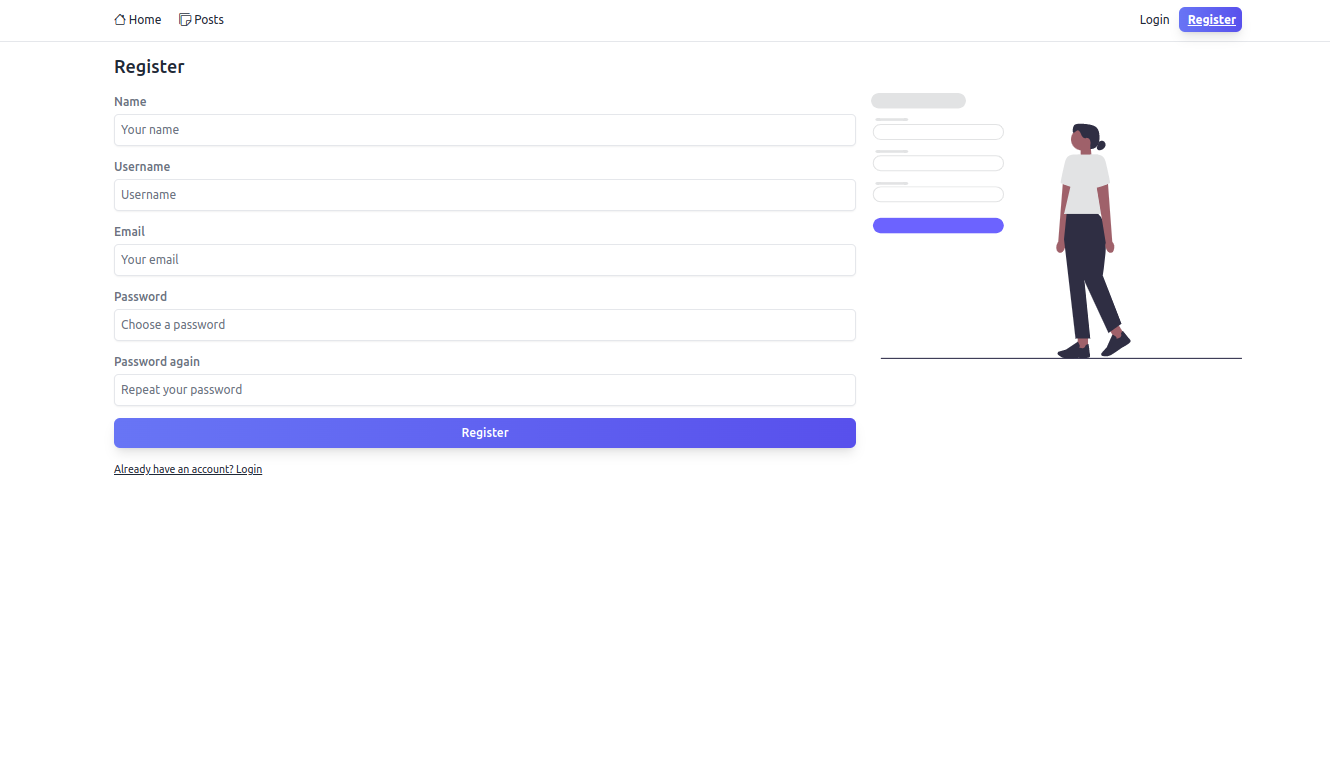 Home Posts Login Register
Register
Name
Your name
Username
Username
Email
Your email
Password
Choose a password
Password again
Repeat your password
Register
Already have an account? Login